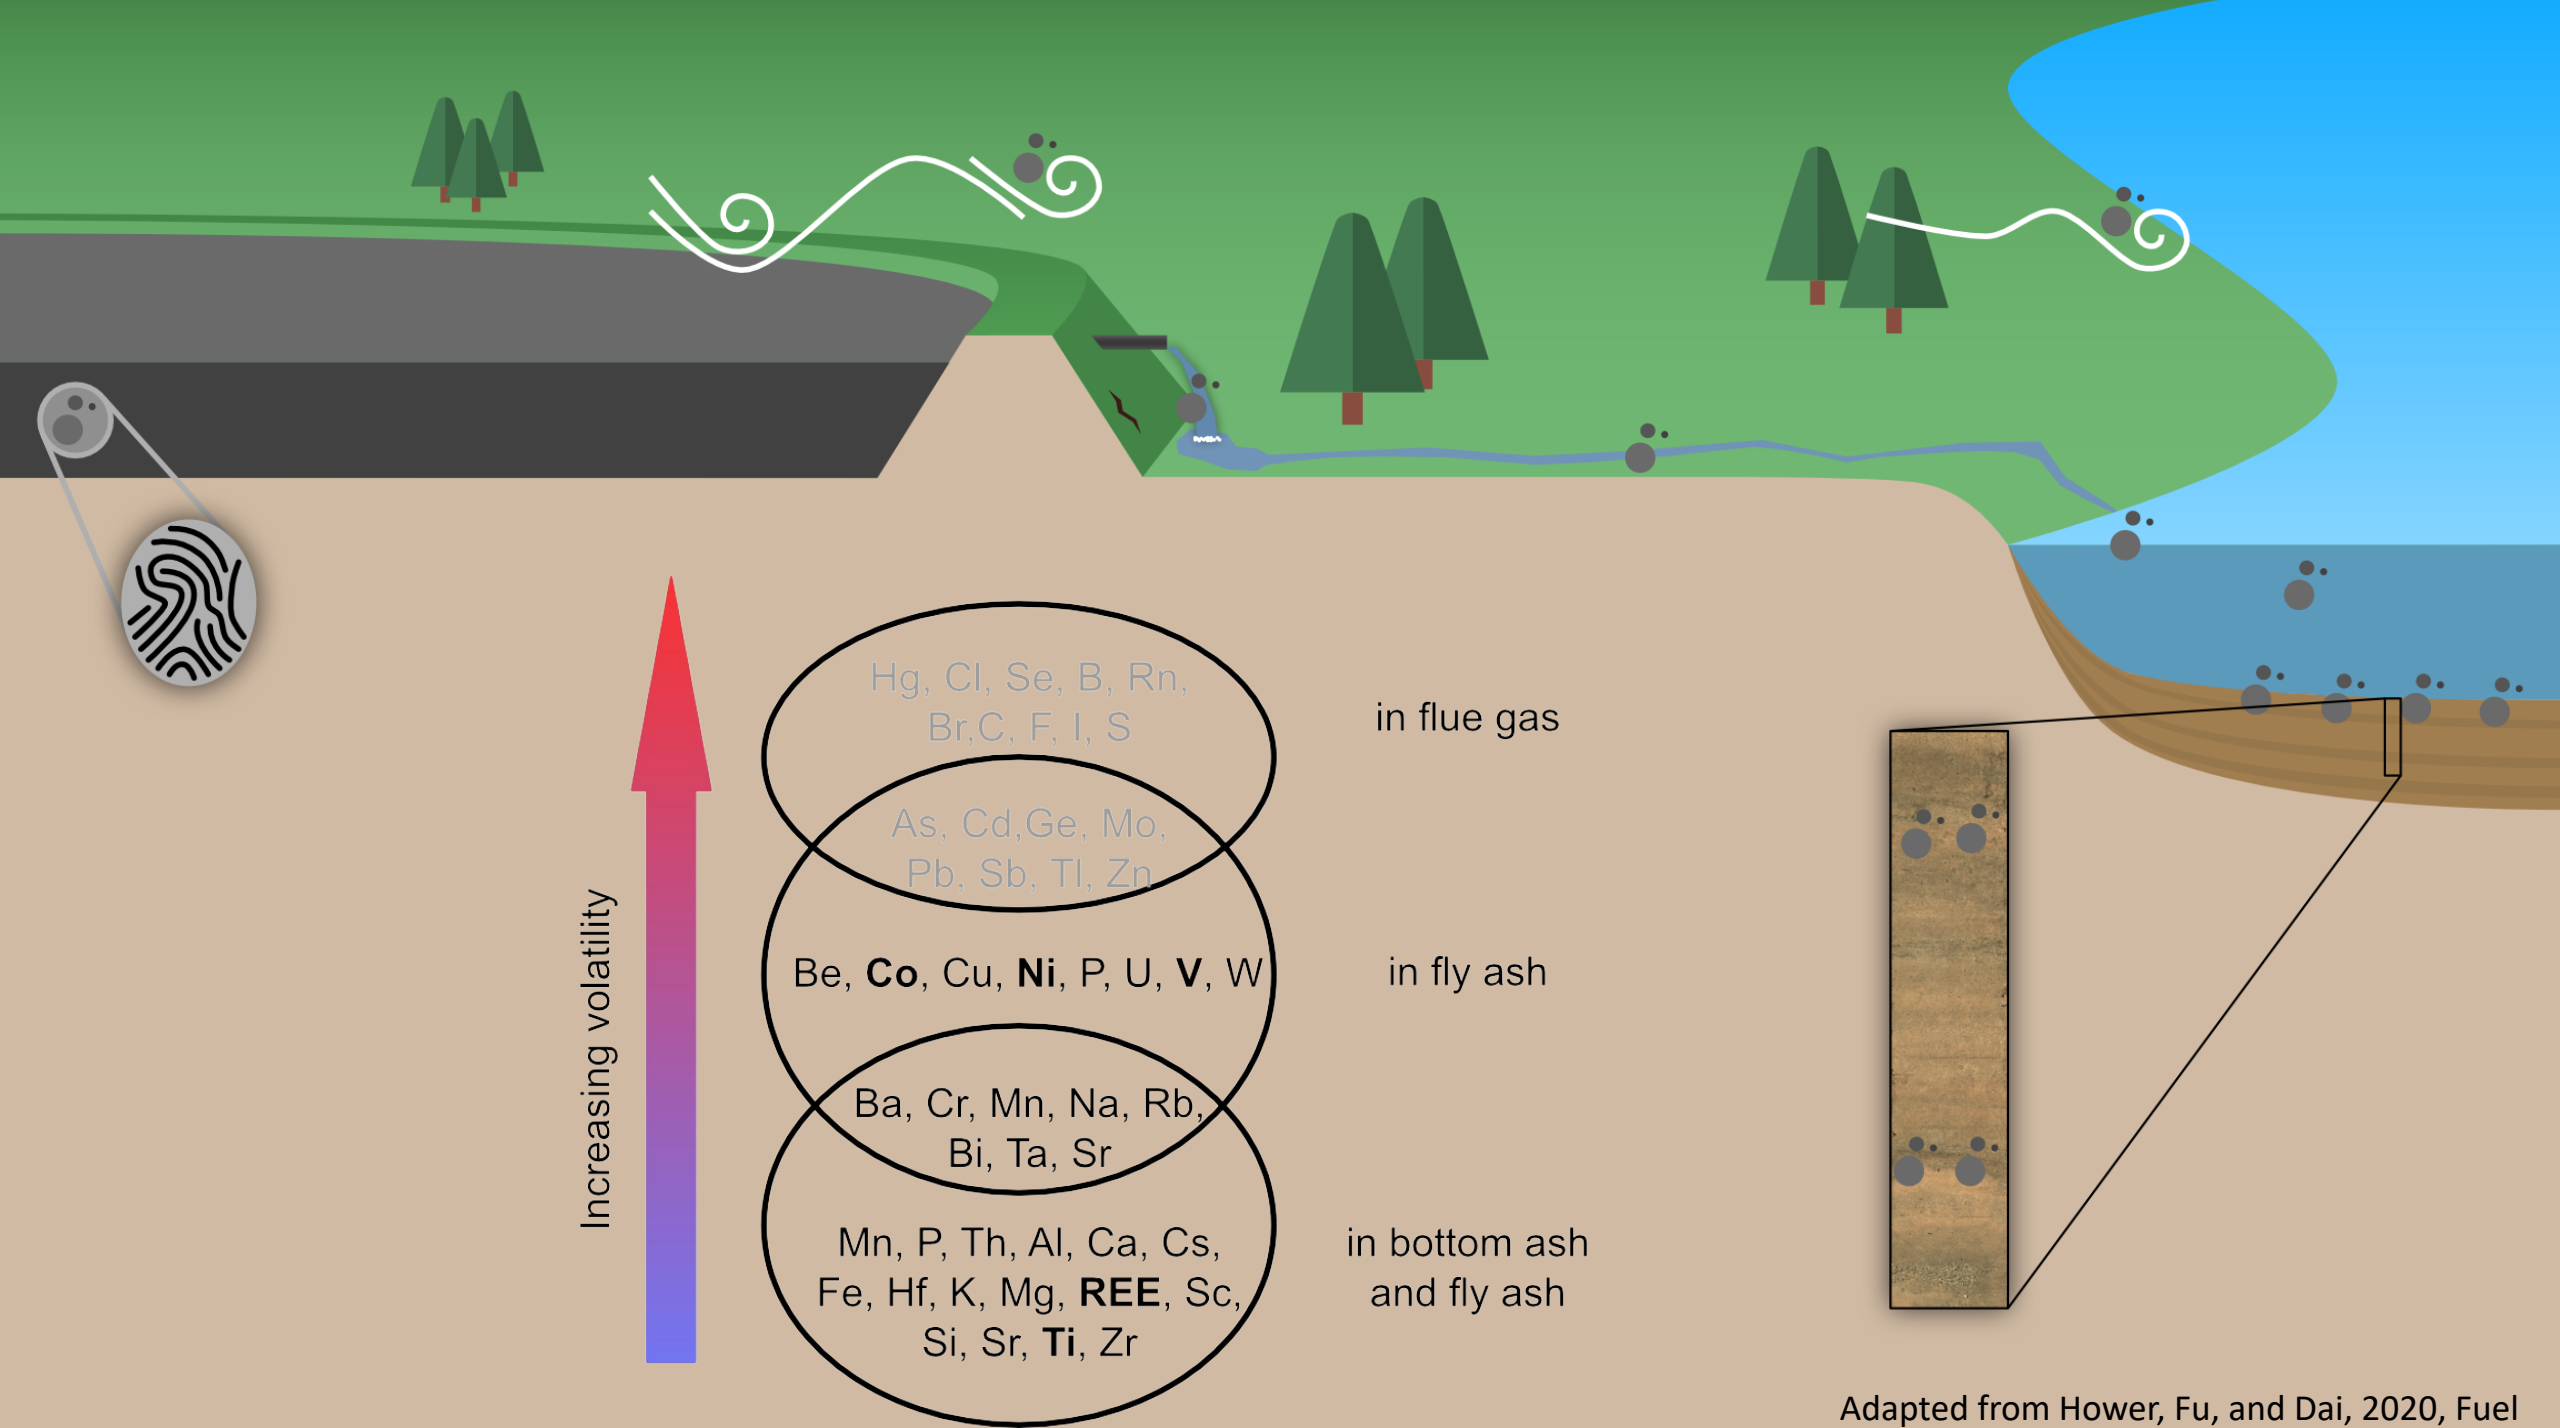 Hg, Cl, Se, B, Rn,
Br,C, F, I, S
in flue gas
As, Cd,Ge, Mo,
Pb, Sb, Tl, Zn
Increasing volatility
Be, Co, Cu, Ni, P, U, V, W
in fly ash
Ba, Cr, Mn, Na, Rb,
Bi, Ta, Sr
Mn, P, Th, Al, Ca, Cs,
Fe, Hf, K, Mg, REE, Sc,
Si, Sr, Ti, Zr
in bottom ash
and fly ash
Adapted from Hower, Fu, and Dai, 2020, Fuel